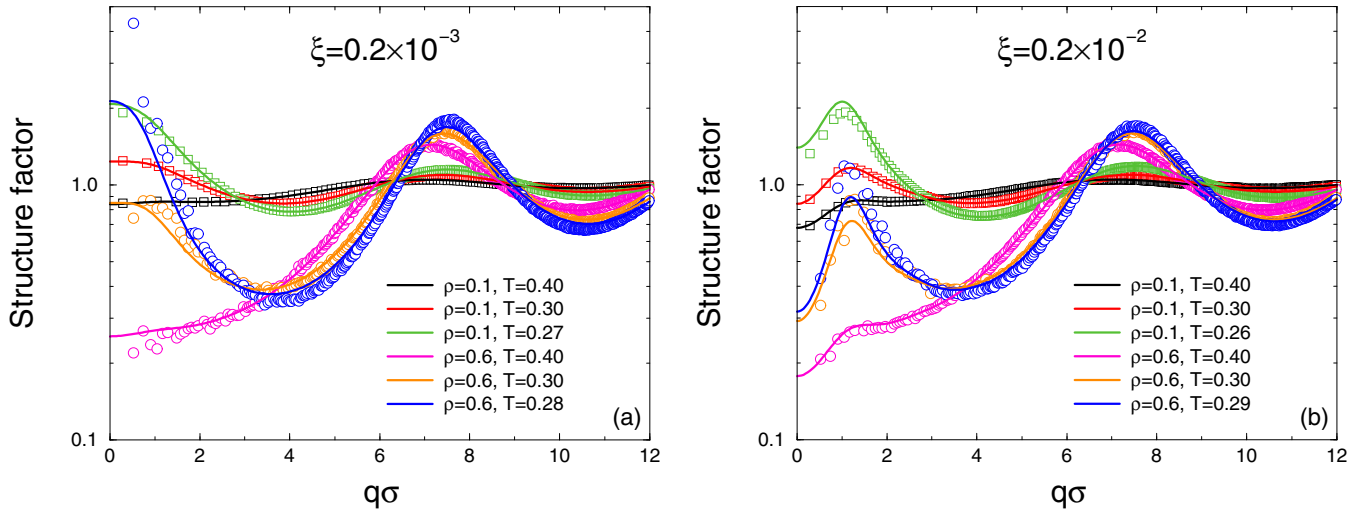 ξ=0.2×10⁻³
Structure factor
1.0
0.1
0 2 4 6 8 10 12
qσ
ρ=0.1, T=0.40
ρ=0.1, T=0.30
ρ=0.1, T=0.27
ρ=0.6, T=0.40
ρ=0.6, T=0.30
ρ=0.6, T=0.28
(a)
ξ=0.2×10⁻²
Structure factor
1.0
0.1
0 2 4 6 8 10 12
qσ
ρ=0.1, T=0.40
ρ=0.1, T=0.30
ρ=0.1, T=0.26
ρ=0.6, T=0.40
ρ=0.6, T=0.30
ρ=0.6, T=0.29
(b)